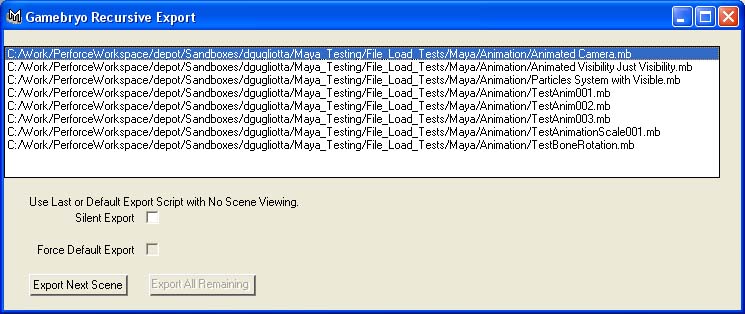 Gamebryo Recursive Export
C:/Work/PerforceWorkspace/depot/Sandboxes/dgugliotta/Maya_Testing/File_Load_Tests/Maya/Animation/Animated Camera.mb
C:/Work/PerforceWorkspace/depot/Sandboxes/dgugliotta/Maya_Testing/File_Load_Tests/Maya/Animation/Animated Visibility Just Visibility.mb
C:/Work/PerforceWorkspace/depot/Sandboxes/dgugliotta/Maya_Testing/File_Load_Tests/Maya/Animation/Particles System with Visible.mb
C:/Work/PerforceWorkspace/depot/Sandboxes/dgugliotta/Maya_Testing/File_Load_Tests/Maya/Animation/TestAnim001.mb
C:/Work/PerforceWorkspace/depot/Sandboxes/dgugliotta/Maya_Testing/File_Load_Tests/Maya/Animation/TestAnim002.mb
C:/Work/PerforceWorkspace/depot/Sandboxes/dgugliotta/Maya_Testing/File_Load_Tests/Maya/Animation/TestAnim003.mb
C:/Work/PerforceWorkspace/depot/Sandboxes/dgugliotta/Maya_Testing/File_Load_Tests/Maya/Animation/TestAnimationScale001.mb
C:/Work/PerforceWorkspace/depot/Sandboxes/dgugliotta/Maya_Testing/File_Load_Tests/Maya/Animation/TestBoneRotation.mb
Use Last or Default Export Script with No Scene Viewing.
Silent Export
Force Default Export
Export Next Scene
Export All Remaining